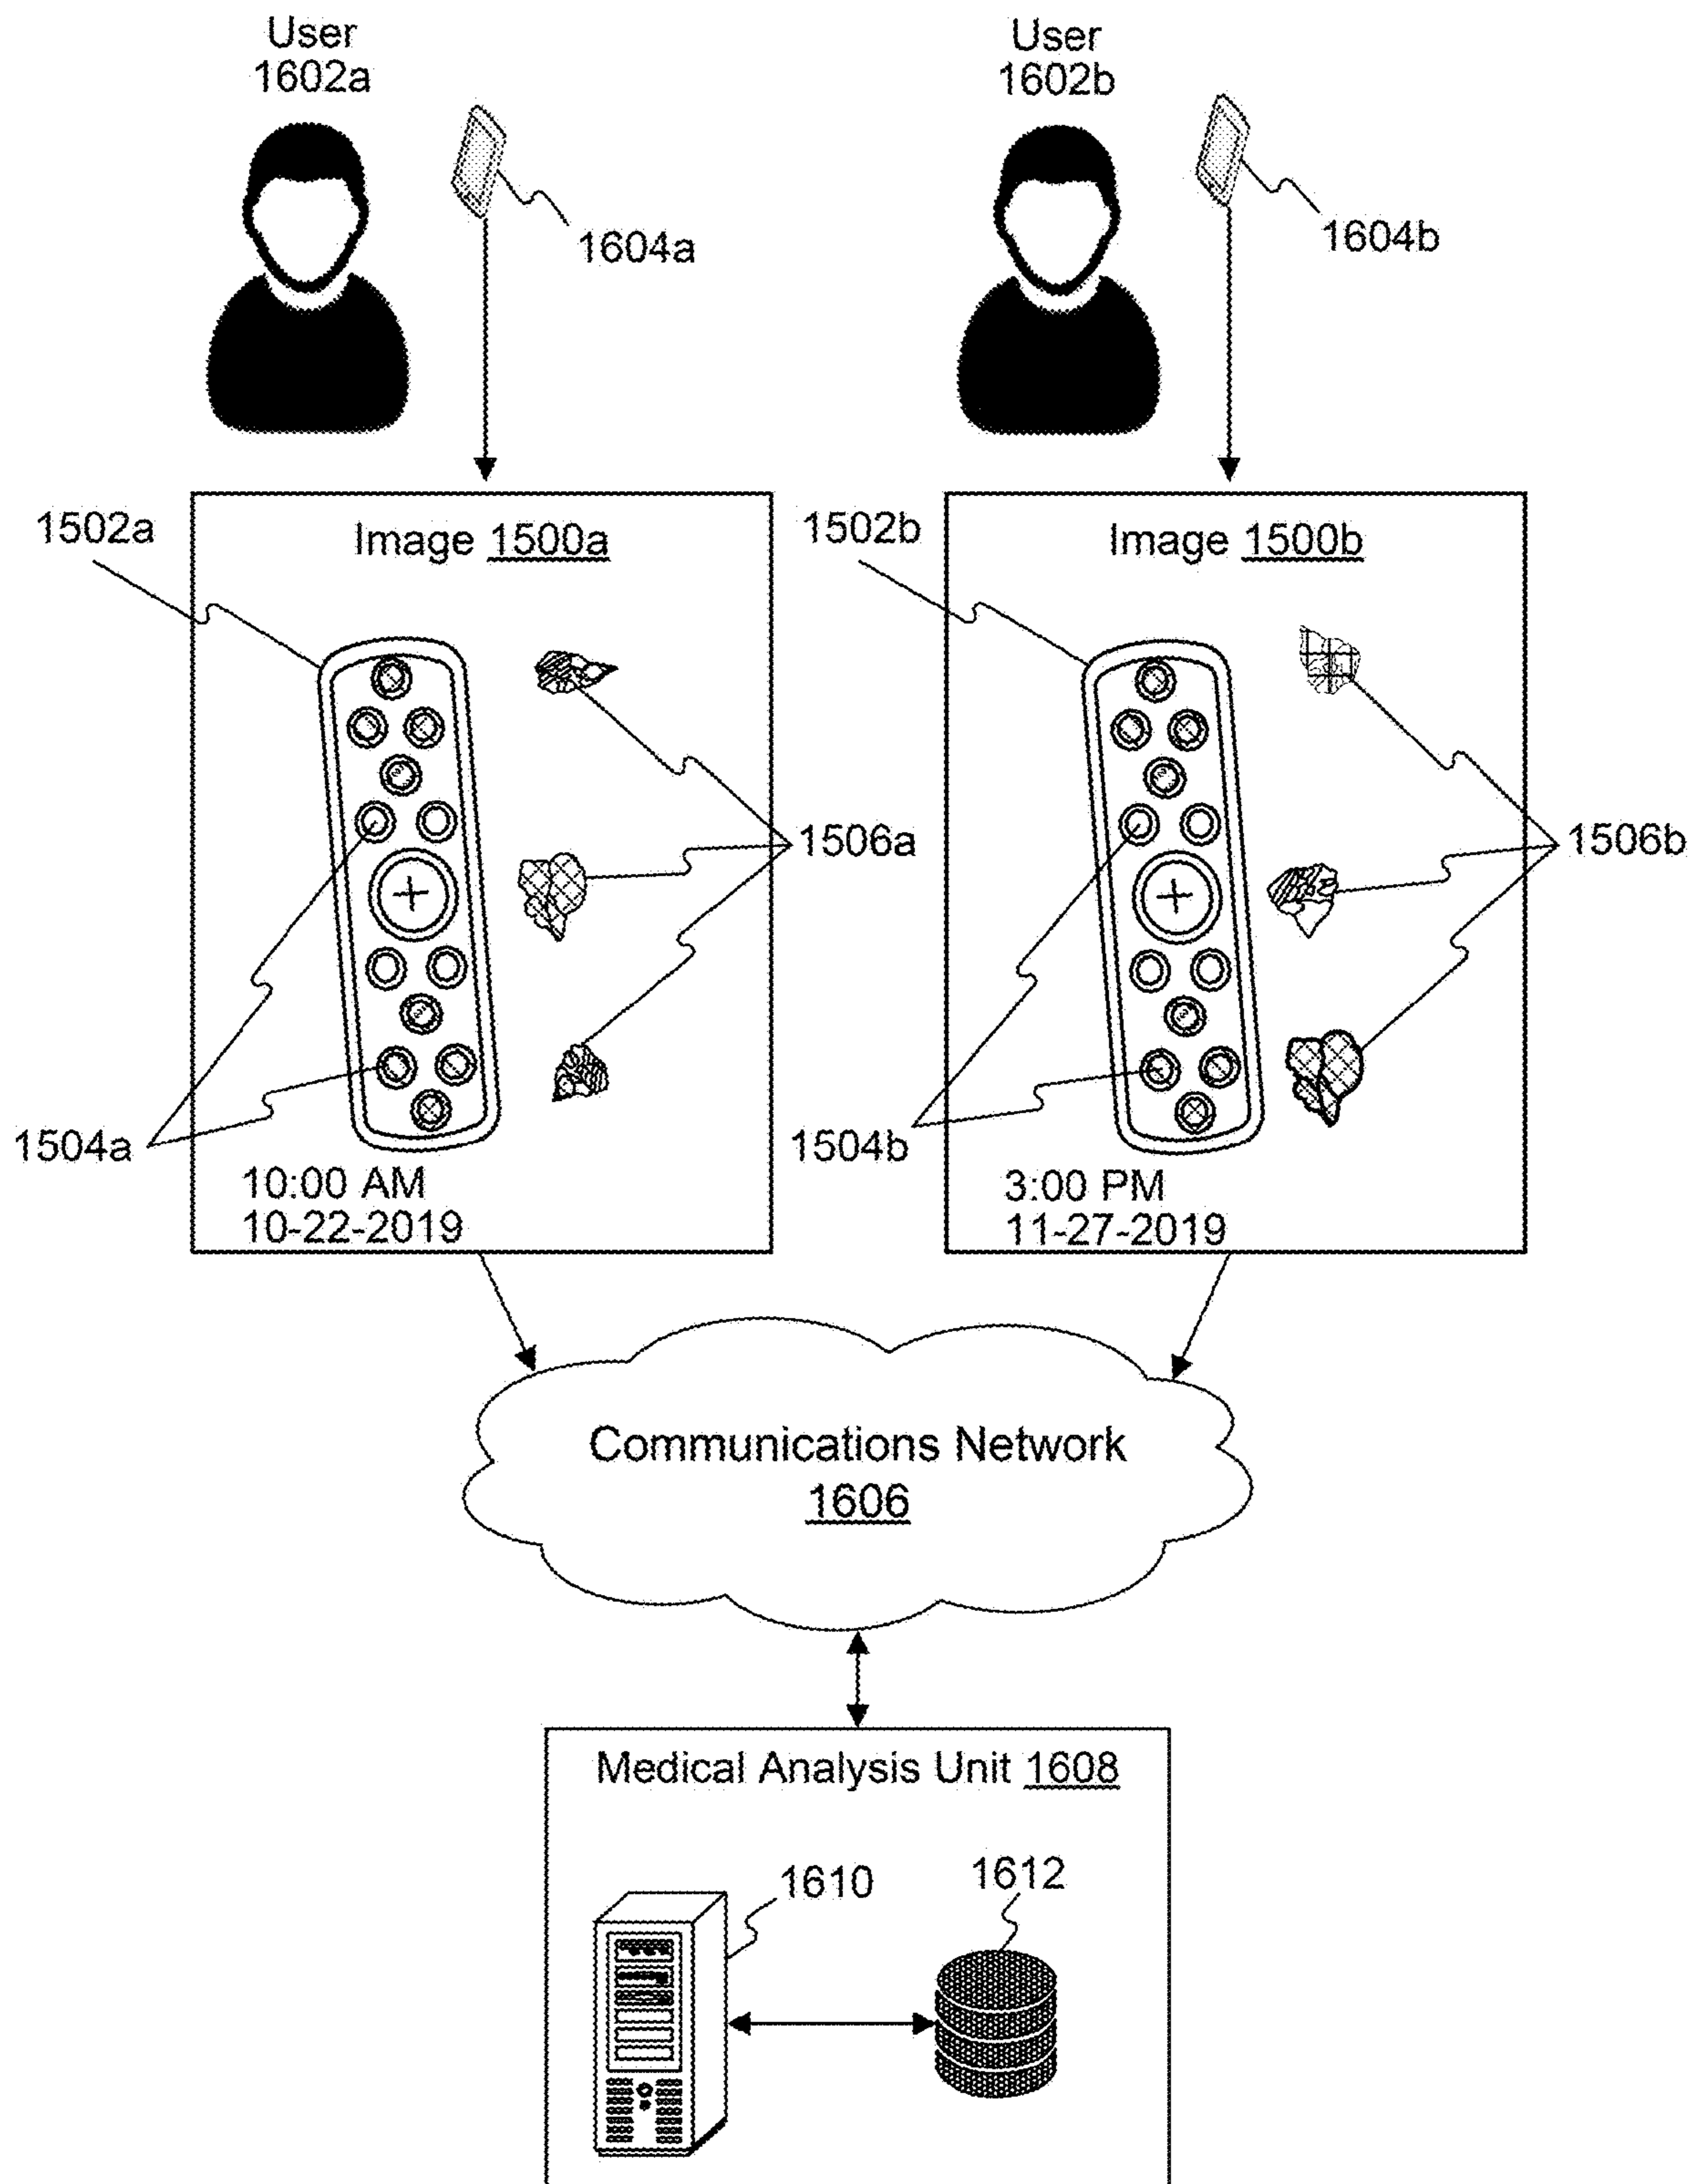 User
1602a
User
1602b
1604a
1604b
1502a
Image 1500a
1502b
Image 1500b
1506a
1506b
1504a
1504b
10:00 AM
10-22-2019
3:00 PM
11-27-2019
Communications Network
1606
Medical Analysis Unit 1608
1610
1612